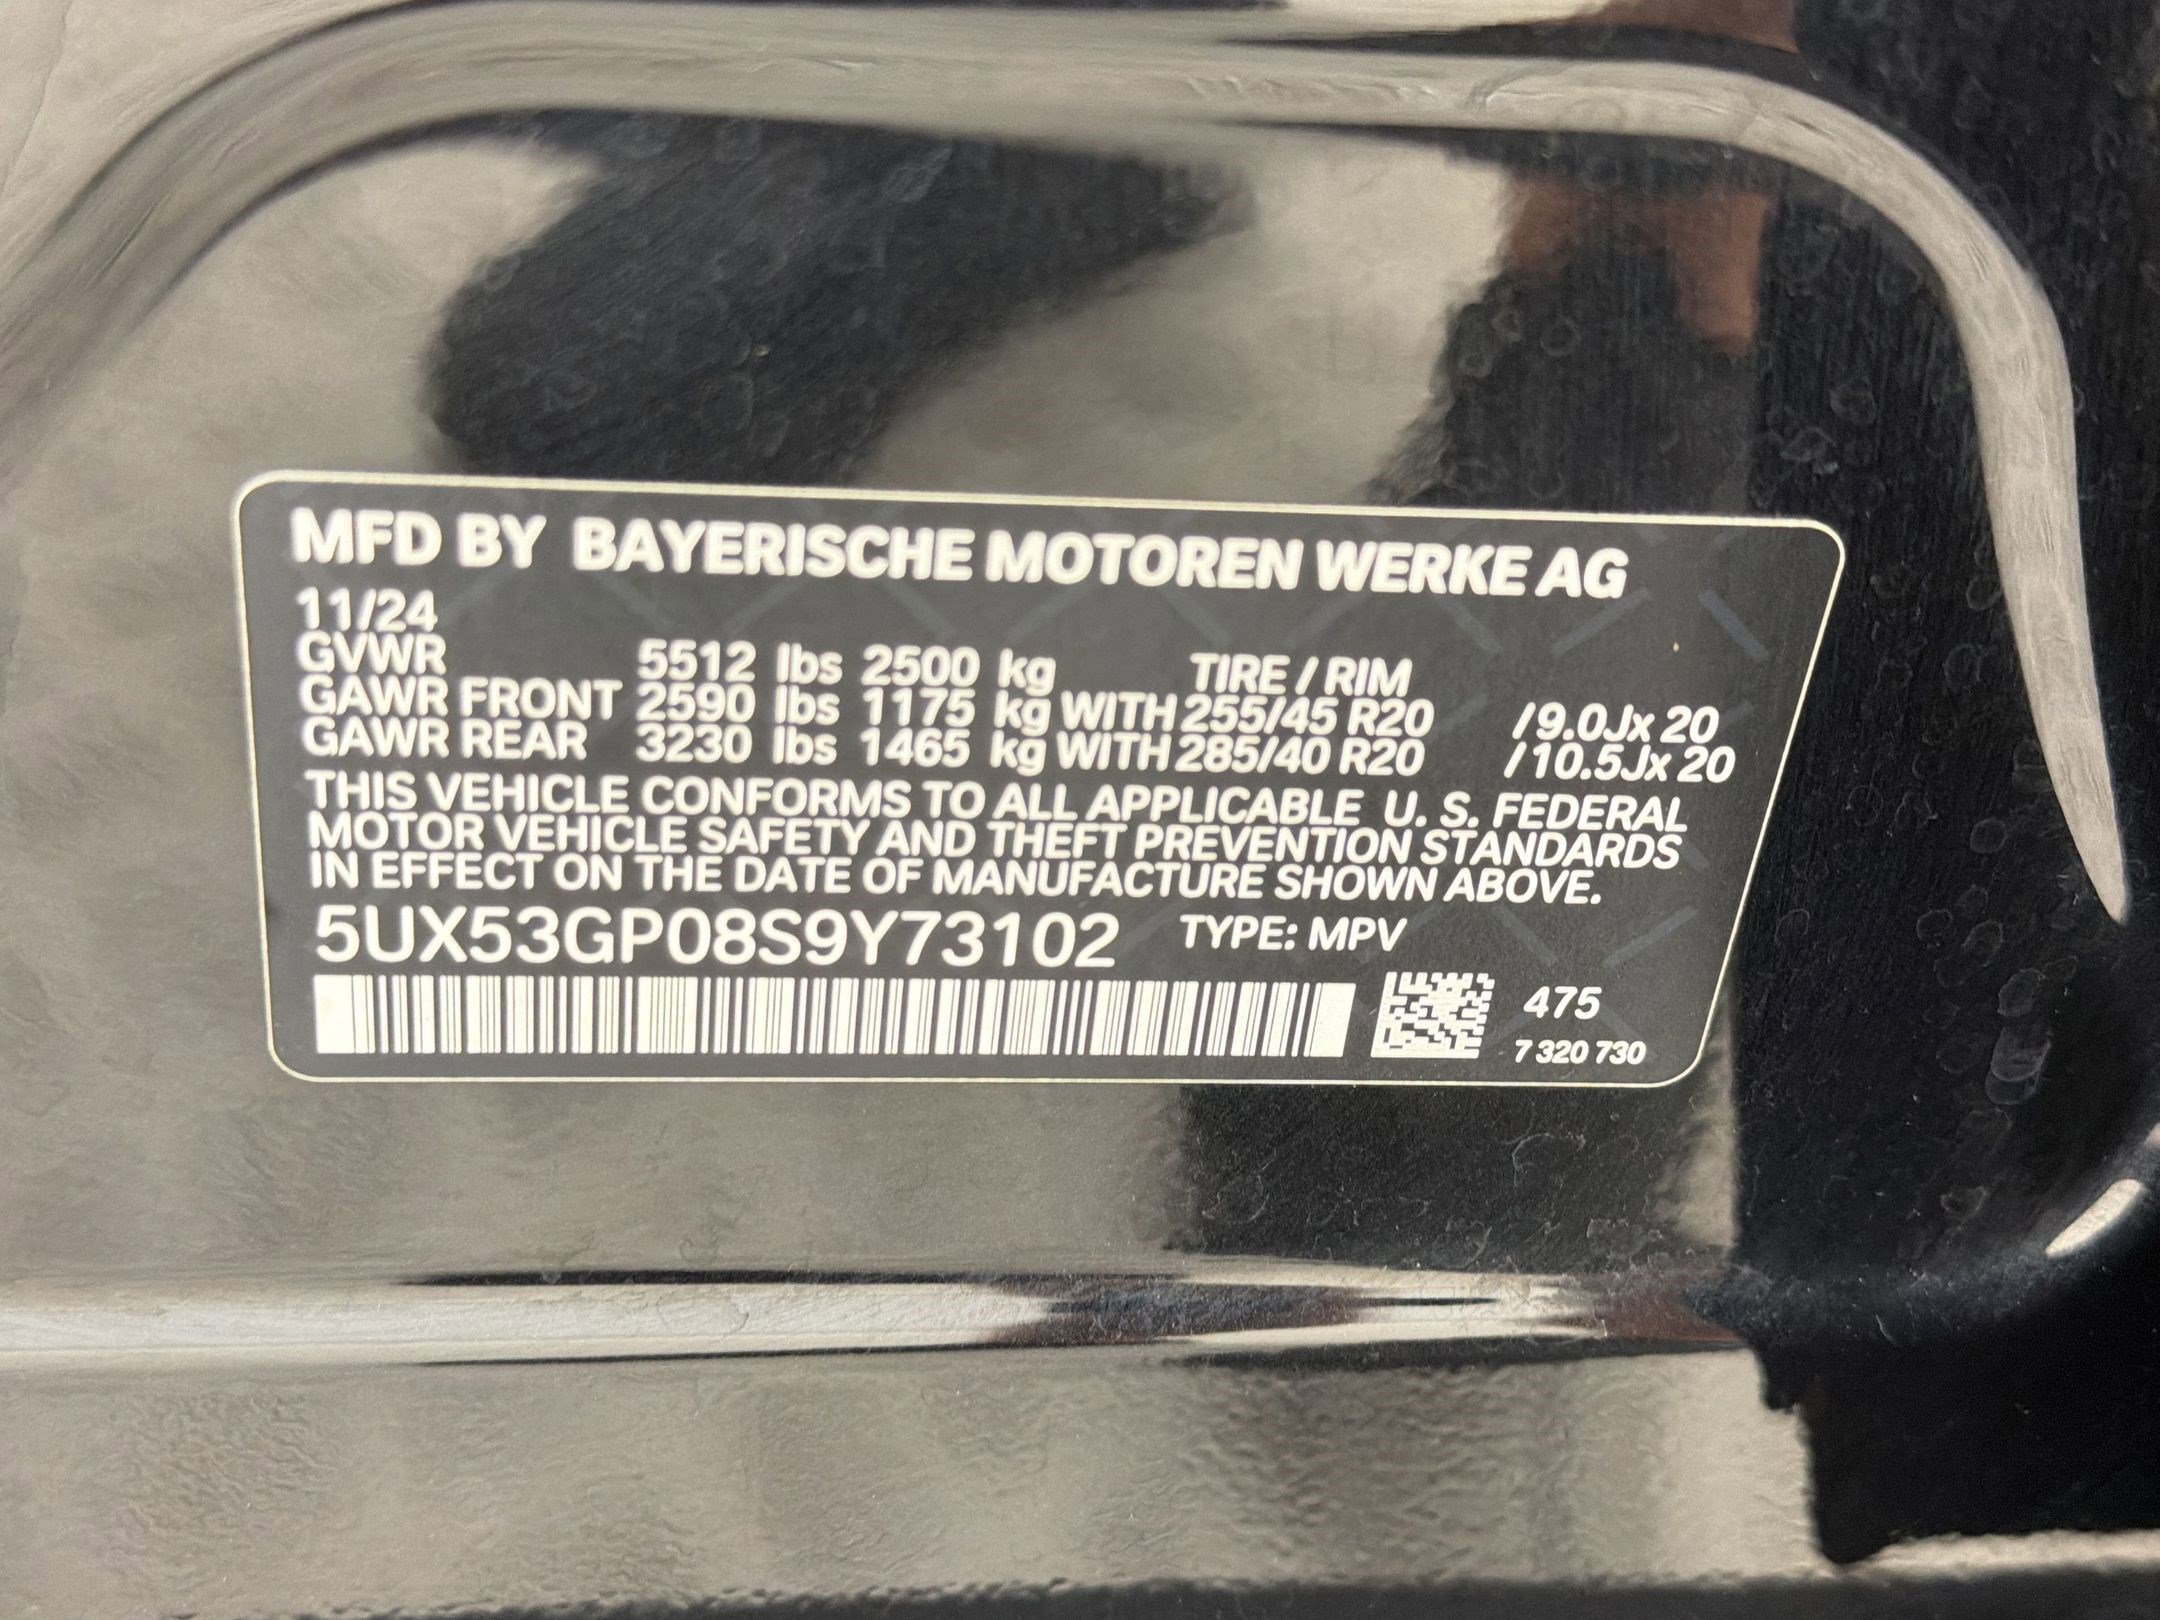 MFD BY BAYERISCHE MOTOREN WERKE AG
11/24
GVWR 5512 lbs 2500 kg TIRE / RIM
GAWR FRONT 2590 lbs 1175 kg WITH 255/45 R20 /9.0Jx 20
GAWR REAR 3230 lbs 1465 kg WITH 285/40 R20 /10.5Jx 20
THIS VEHICLE CONFORMS TO ALL APPLICABLE U. S. FEDERAL
MOTOR VEHICLE SAFETY AND THEFT PREVENTION STANDARDS
IN EFFECT ON THE DATE OF MANUFACTURE SHOWN ABOVE.
5UX53GP08S9Y73102 TYPE: MPV
475
7 320 730